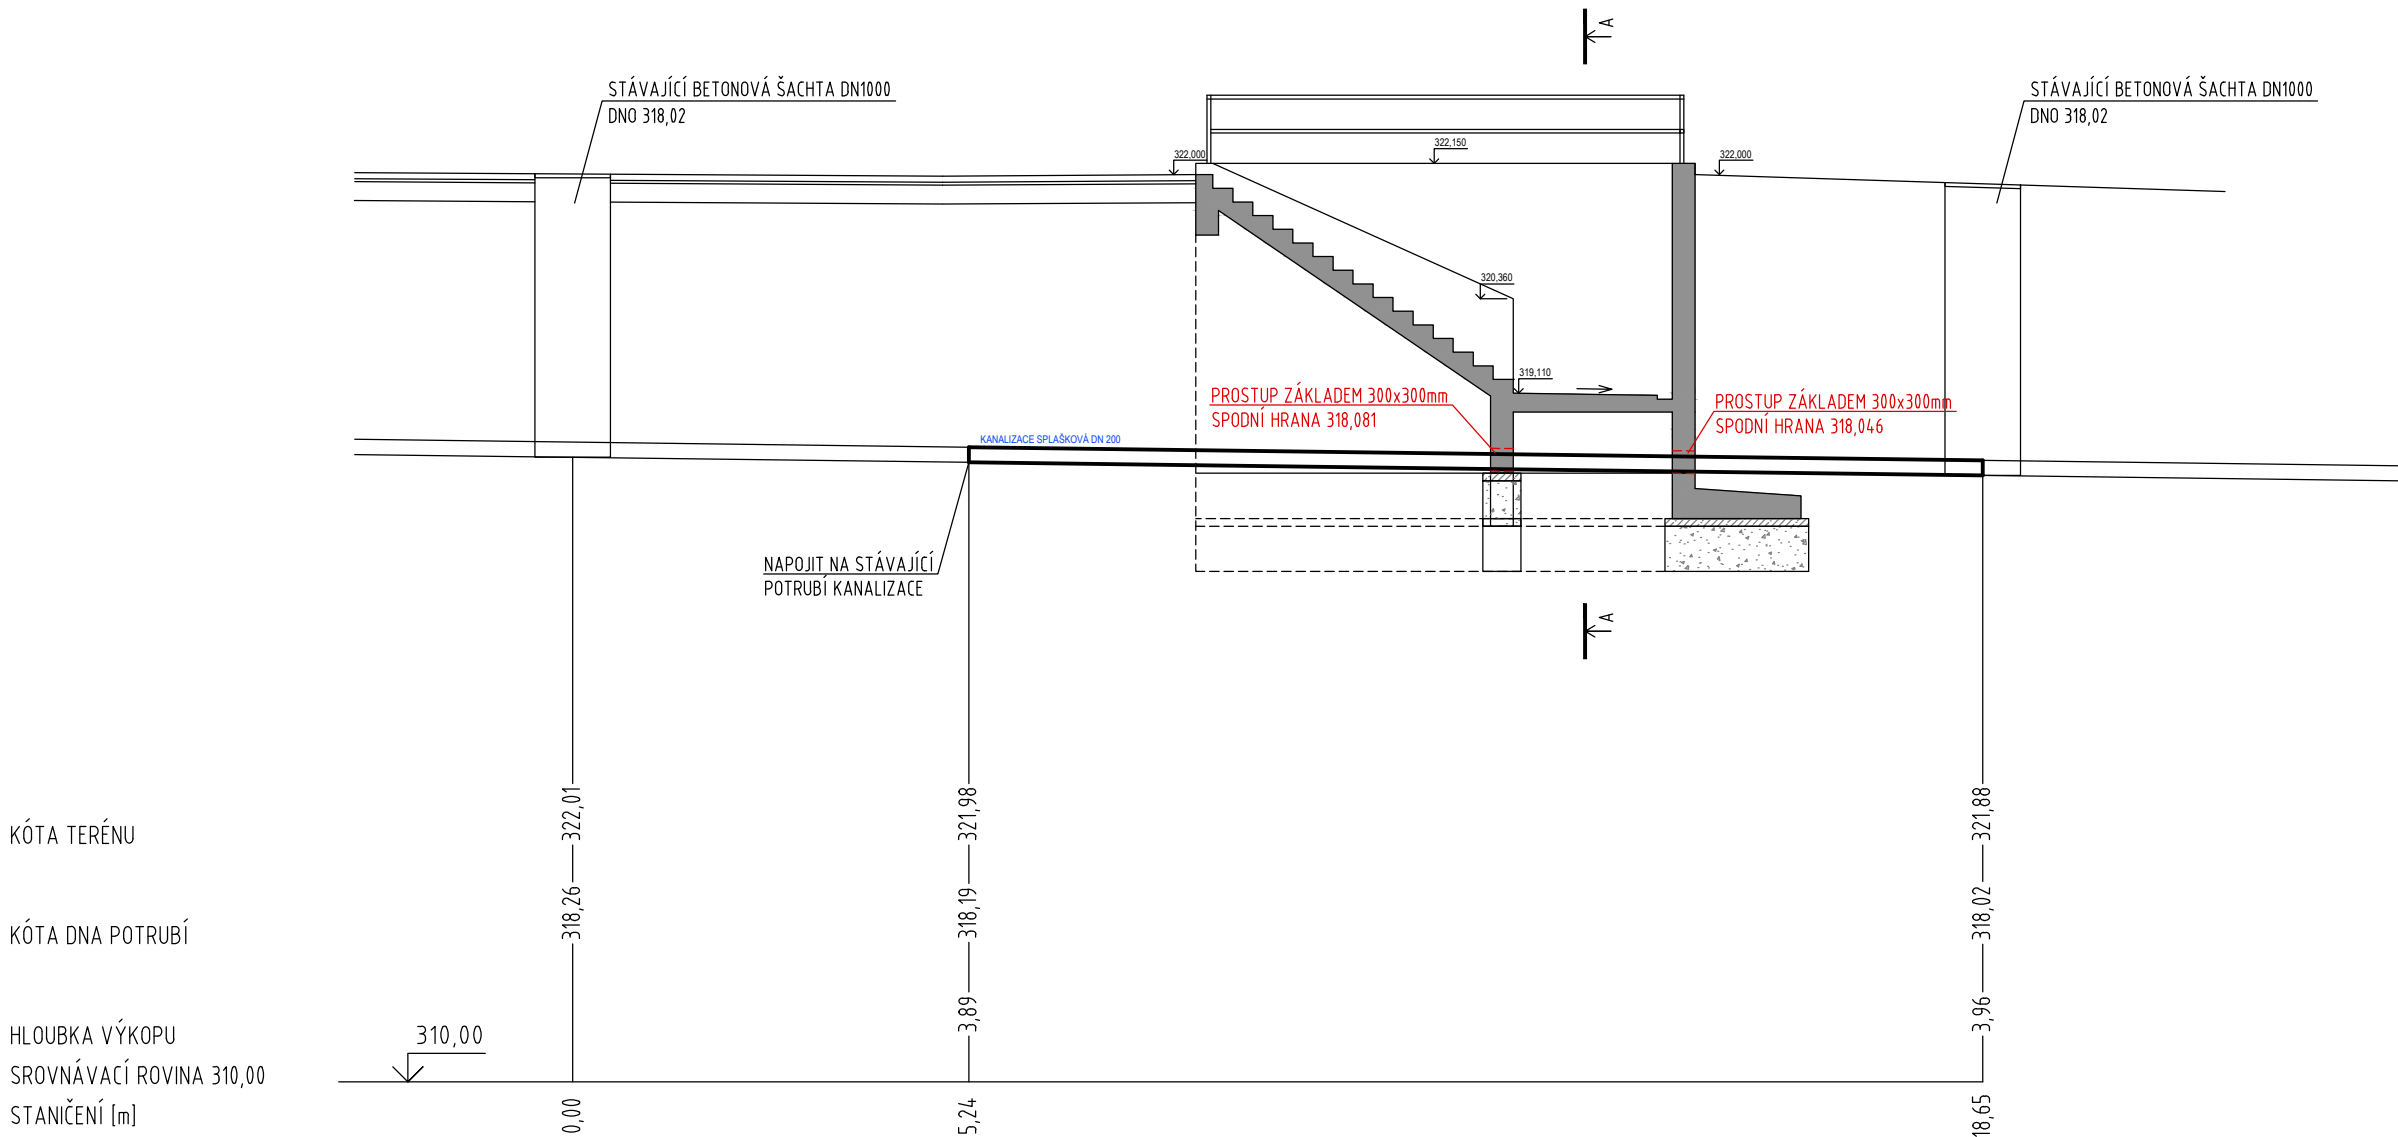 A
STÁVAJÍCÍ BETONOVÁ ŠACHTA DN1000
DNO 318,02
STÁVAJÍCÍ BETONOVÁ ŠACHTA DN1000
DNO 318,02
322,000
322,150
322,000
320,360
319,110
PROSTUP ZÁKLADEM 300x300mm
SPODNÍ HRANA 318,081
PROSTUP ZÁKLADEM 300x300mm
SPODNÍ HRANA 318,046
KANALIZACE SPLAŠKOVÁ DN 200
NAPOJIT NA STÁVAJÍCÍ
POTRUBÍ KANALIZACE
A
KÓTA TERÉNU
322,01
321,98
321,88
KÓTA DNA POTRUBÍ
318,26
318,19
318,02
HLOUBKA VÝKOPU
310,00
3,89
3,96
SROVNÁVACÍ ROVINA 310,00
STANIČENÍ [m]
0,00
5,24
18,65